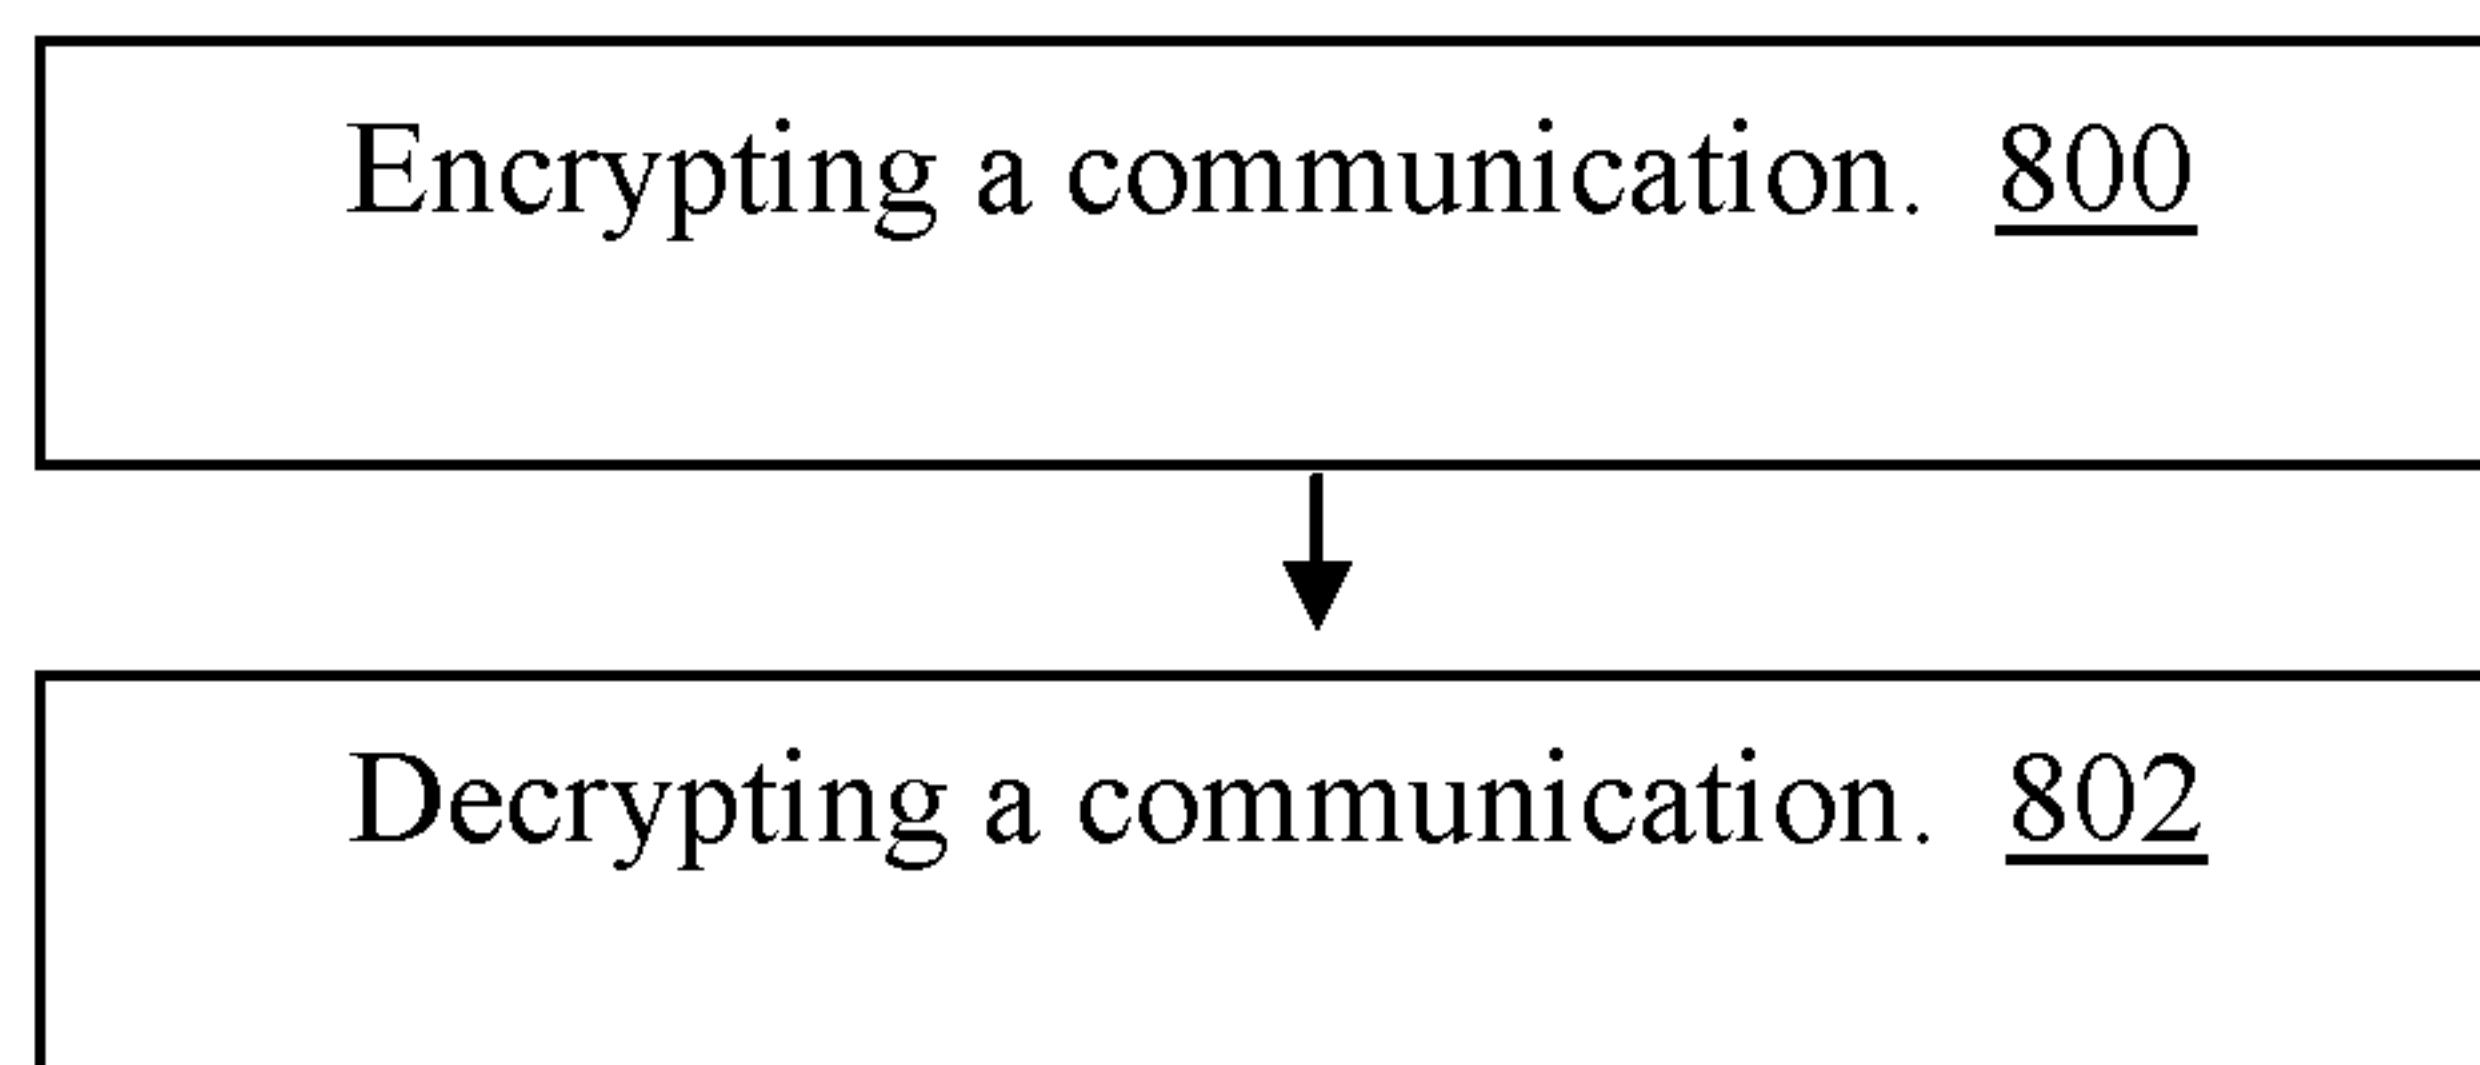 Encrypting a communication. 800
Decrypting a communication. 802